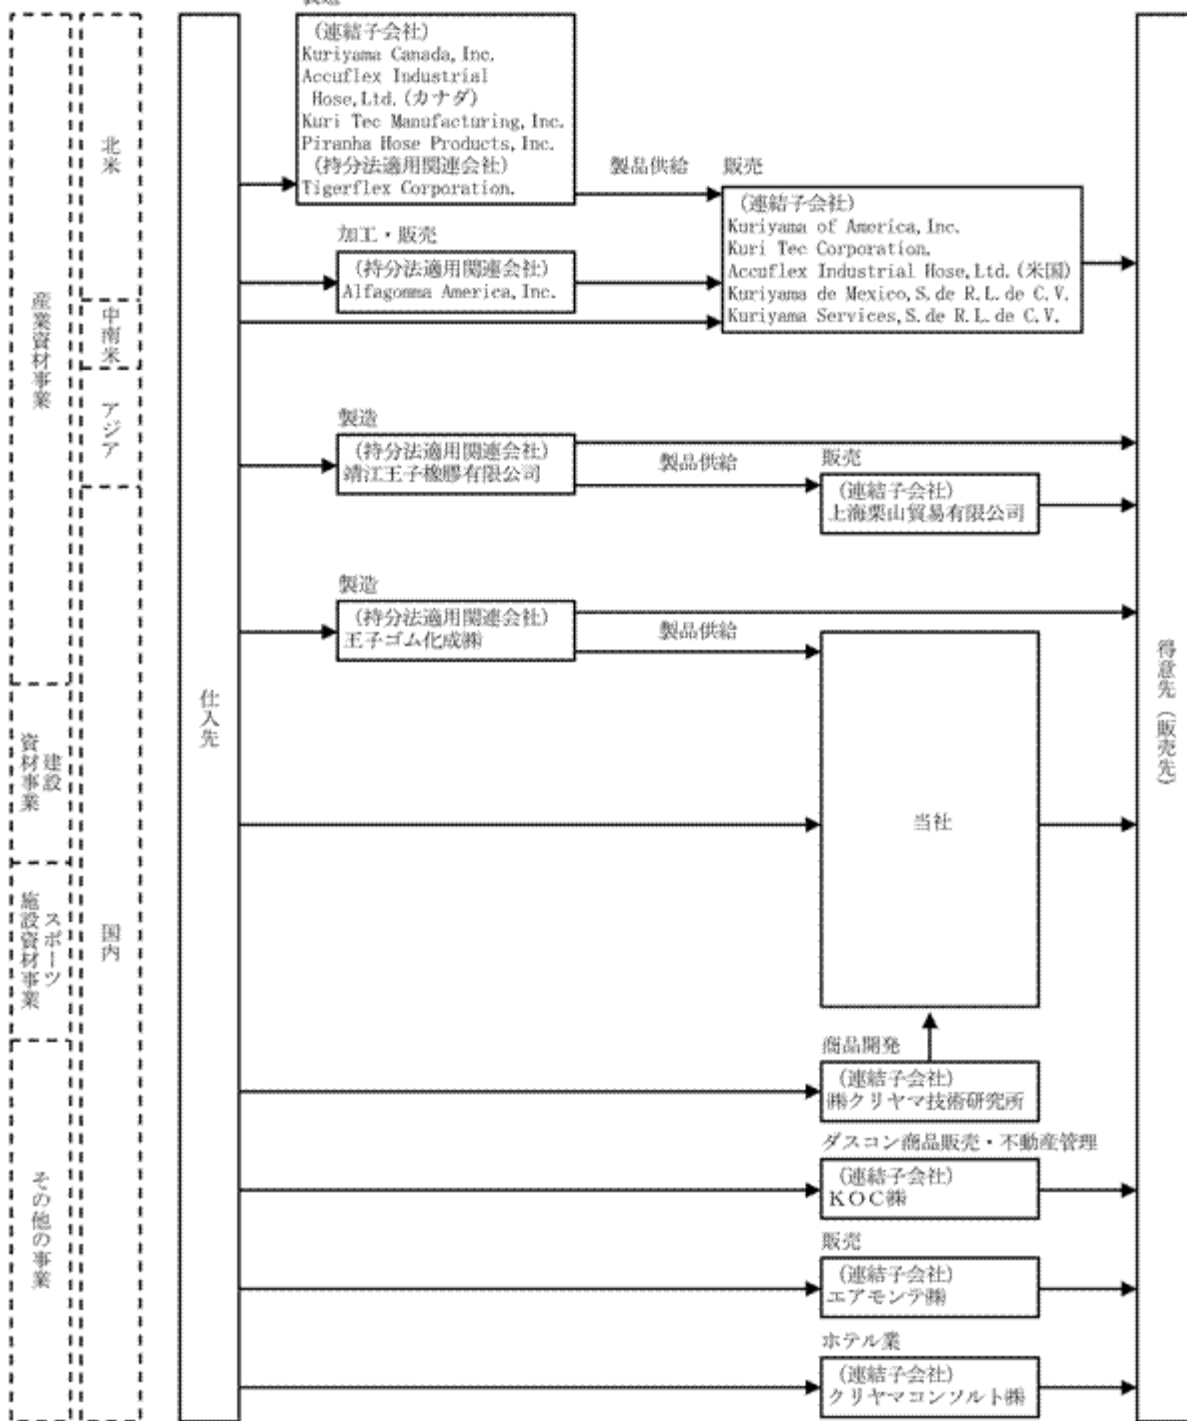 製造
(連結子会社)
Kuriyama Canada, Inc.
Accuflex Industrial
Hose, Ltd. (カナダ)
Kuri Tec Manufacturing, Inc.
Piranha Hose Products, Inc.
(持分法適用関連会社)
Tigerflex Corporation.
製品供給
販売
(連結子会社)
Kuriyama of America, Inc.
Kuri Tec Corporation.
Accuflex Industrial Hose, Ltd. (米国)
Kuriyama de Mexico, S. de R. L. de C. V.
Kuriyama Services, S. de R. L. de C. V.
加工・販売
(持分法適用関連会社)
Alfagomma America, Inc.
製造
(持分法適用関連会社)
靖江王子橡膠有限公司
製品供給
販売
(連結子会社)
上海栗山貿易有限公司
製造
(持分法適用関連会社)
王子ゴム化成㈱
製品供給
当社
商品開発
(連結子会社)
㈱クリヤマ技術研究所
ダスコン商品販売・不動産管理
(連結子会社)
KOC㈱
販売
(連結子会社)
エアモンテ㈱
ホテル業
(連結子会社)
クリヤマコンソルト㈱
産業資材事業
建設
資材事業
スポーツ
施設資材事業
その他の事業
北米
中南米
アジア
国内
仕入先
得意先(販売先)